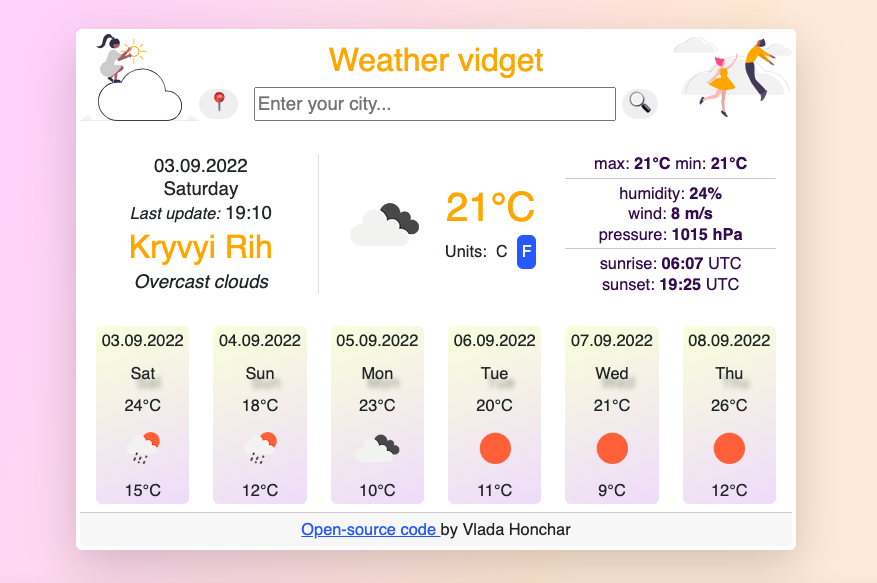 Weather vidget
Enter your city...
03.09.2022
Saturday
Last update: 19:10
Kryvyi Rih
Overcast clouds
21°C
Units: C F
max: 21°C min: 21°C
humidity: 24%
wind: 8 m/s
pressure: 1015 hPa
sunrise: 06:07 UTC
sunset: 19:25 UTC
03.09.2022
Sat
24°C
15°C
04.09.2022
Sun
18°C
12°C
05.09.2022
Mon
23°C
10°C
06.09.2022
Tue
20°C
11°C
07.09.2022
Wed
21°C
9°C
08.09.2022
Thu
26°C
12°C
Open-source code by Vlada Honchar